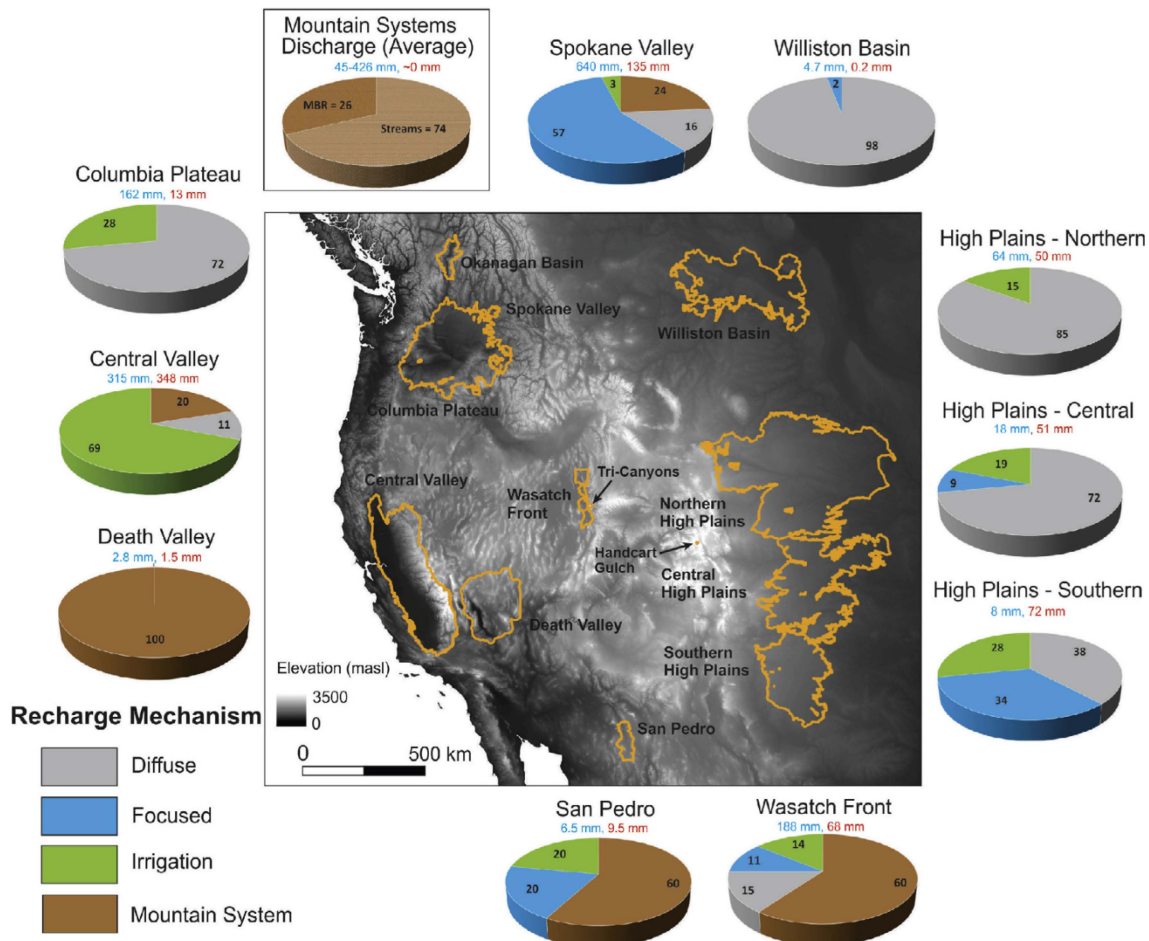 Mountain Systems
Discharge (Average)
45-426 mm, ~0 mm
MBR = 26
Streams = 74
Spokane Valley
640 mm, 135 mm
3
24
57
16
Williston Basin
4.7 mm, 0.2 mm
2
98
Columbia Plateau
162 mm, 13 mm
28
72
Central Valley
315 mm, 348 mm
20
11
69
Death Valley
2.8 mm, 1.5 mm
100
Okanagan Basin
Spokane Valley
Williston Basin
Columbia Plateau
Central Valley
Tri-Canyons
Wasatch
Front
Northern
High Plains
Handcart
Gulch
Central
High Plains
Death Valley
Southern
High Plains
San Pedro
Elevation (masl)
3500
0
0
500 km
High Plains - Northern
64 mm, 50 mm
15
85
High Plains - Central
18 mm, 51 mm
19
9
72
High Plains - Southern
8 mm, 72 mm
28
38
34
Recharge Mechanism
Diffuse
Focused
Irrigation
Mountain System
San Pedro
6.5 mm, 9.5 mm
20
60
20
Wasatch Front
188 mm, 68 mm
14
11
60
15